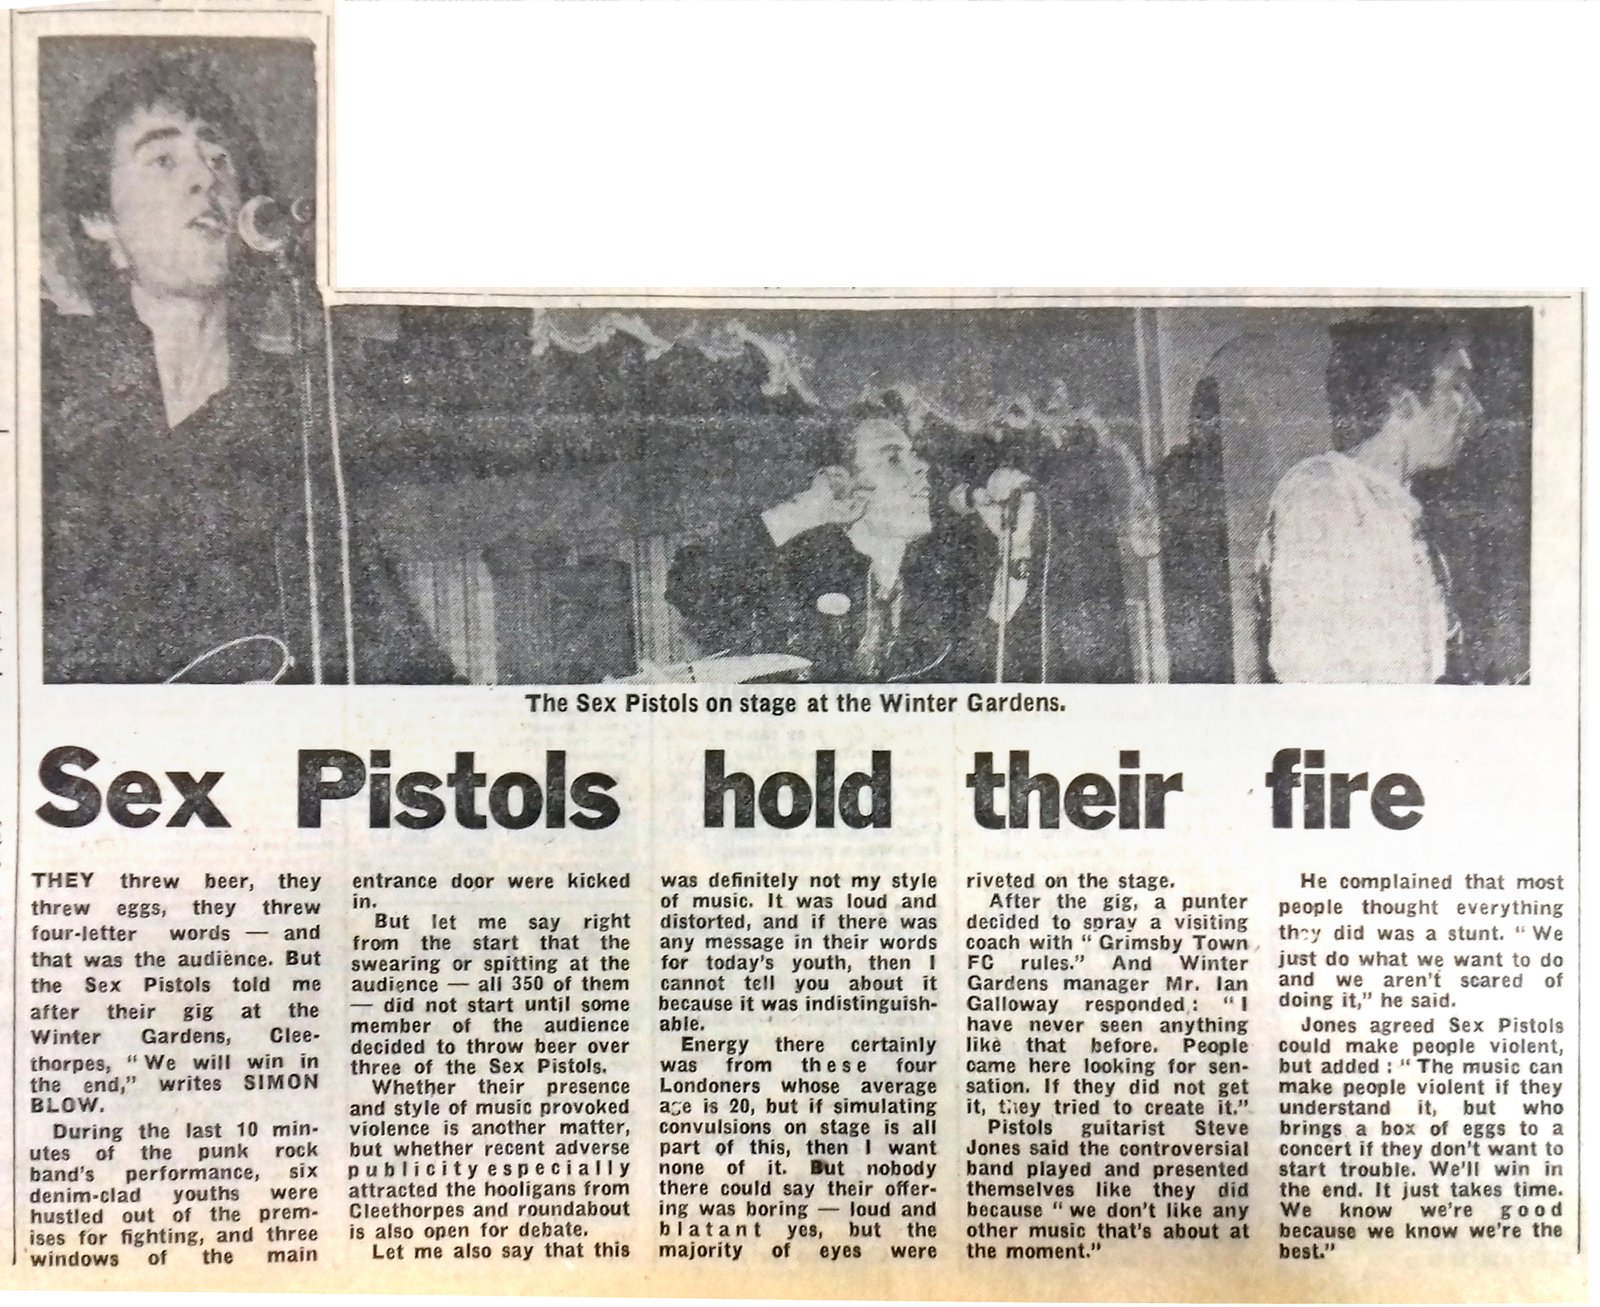 The Sex Pistols on stage at the Winter Gardens.
Sex Pistols hold their fire
THEY threw beer, they
threw eggs, they threw
four-letter words — and
that was the audience. But
the Sex Pistols told me
after their gig at the
Winter Gardens, Clee-
thorpes, “ We will win in
the end,” writes SIMON
BLOW.
During the last 10 min-
utes of the punk rock
band's performance, six
denim-clad youths were
hustled out of the prem-
ises for fighting, and three
windows of the main
entrance door were kicked
in.
But let me say right
from the start that the
swearing or spitting at the
audience — all 350 of them
— did not start until some
member of the audience
decided to throw beer over
three of the Sex Pistols.
Whether their presence
and style of music provoked
violence is another matter,
but whether recent adverse
publicity especially
attracted the hooligans from
Cleethorpes and roundabout
is also open for debate.
Let me also say that this
was definitely not my style
of music. It was loud and
distorted, and if there was
any message in their words
for today's youth, then I
cannot tell you about it
because it was indistinguish-
able.
Energy there certainly
was from these four
Londoners whose average
age is 20, but if simulating
convulsions on stage is all
part of this, then I want
none of it. But nobody
there could say their offer-
ing was boring — loud and
blatant yes, but the
majority of eyes were
riveted on the stage.
After the gig, a punter
decided to spray a visiting
coach with “ Grimsby Town
FC rules.” And Winter
Gardens manager Mr. Ian
Galloway responded : “ I
have never seen anything
like that before. People
came here looking for sen-
sation. If they did not get
it, they tried to create it.”
Pistols guitarist Steve
Jones said the controversial
band played and presented
themselves like they did
because “ we don't like any
other music that's about at
the moment.”
He complained that most
people thought everything
they did was a stunt. “ We
just do what we want to do
and we aren't scared of
doing it,” he said.
Jones agreed Sex Pistols
could make people violent,
but added : “ The music can
make people violent if they
understand it, but who
brings a box of eggs to a
concert if they don't want to
start trouble. We'll win in
the end. It just takes time.
We know we're good
because we know we're the
best.”